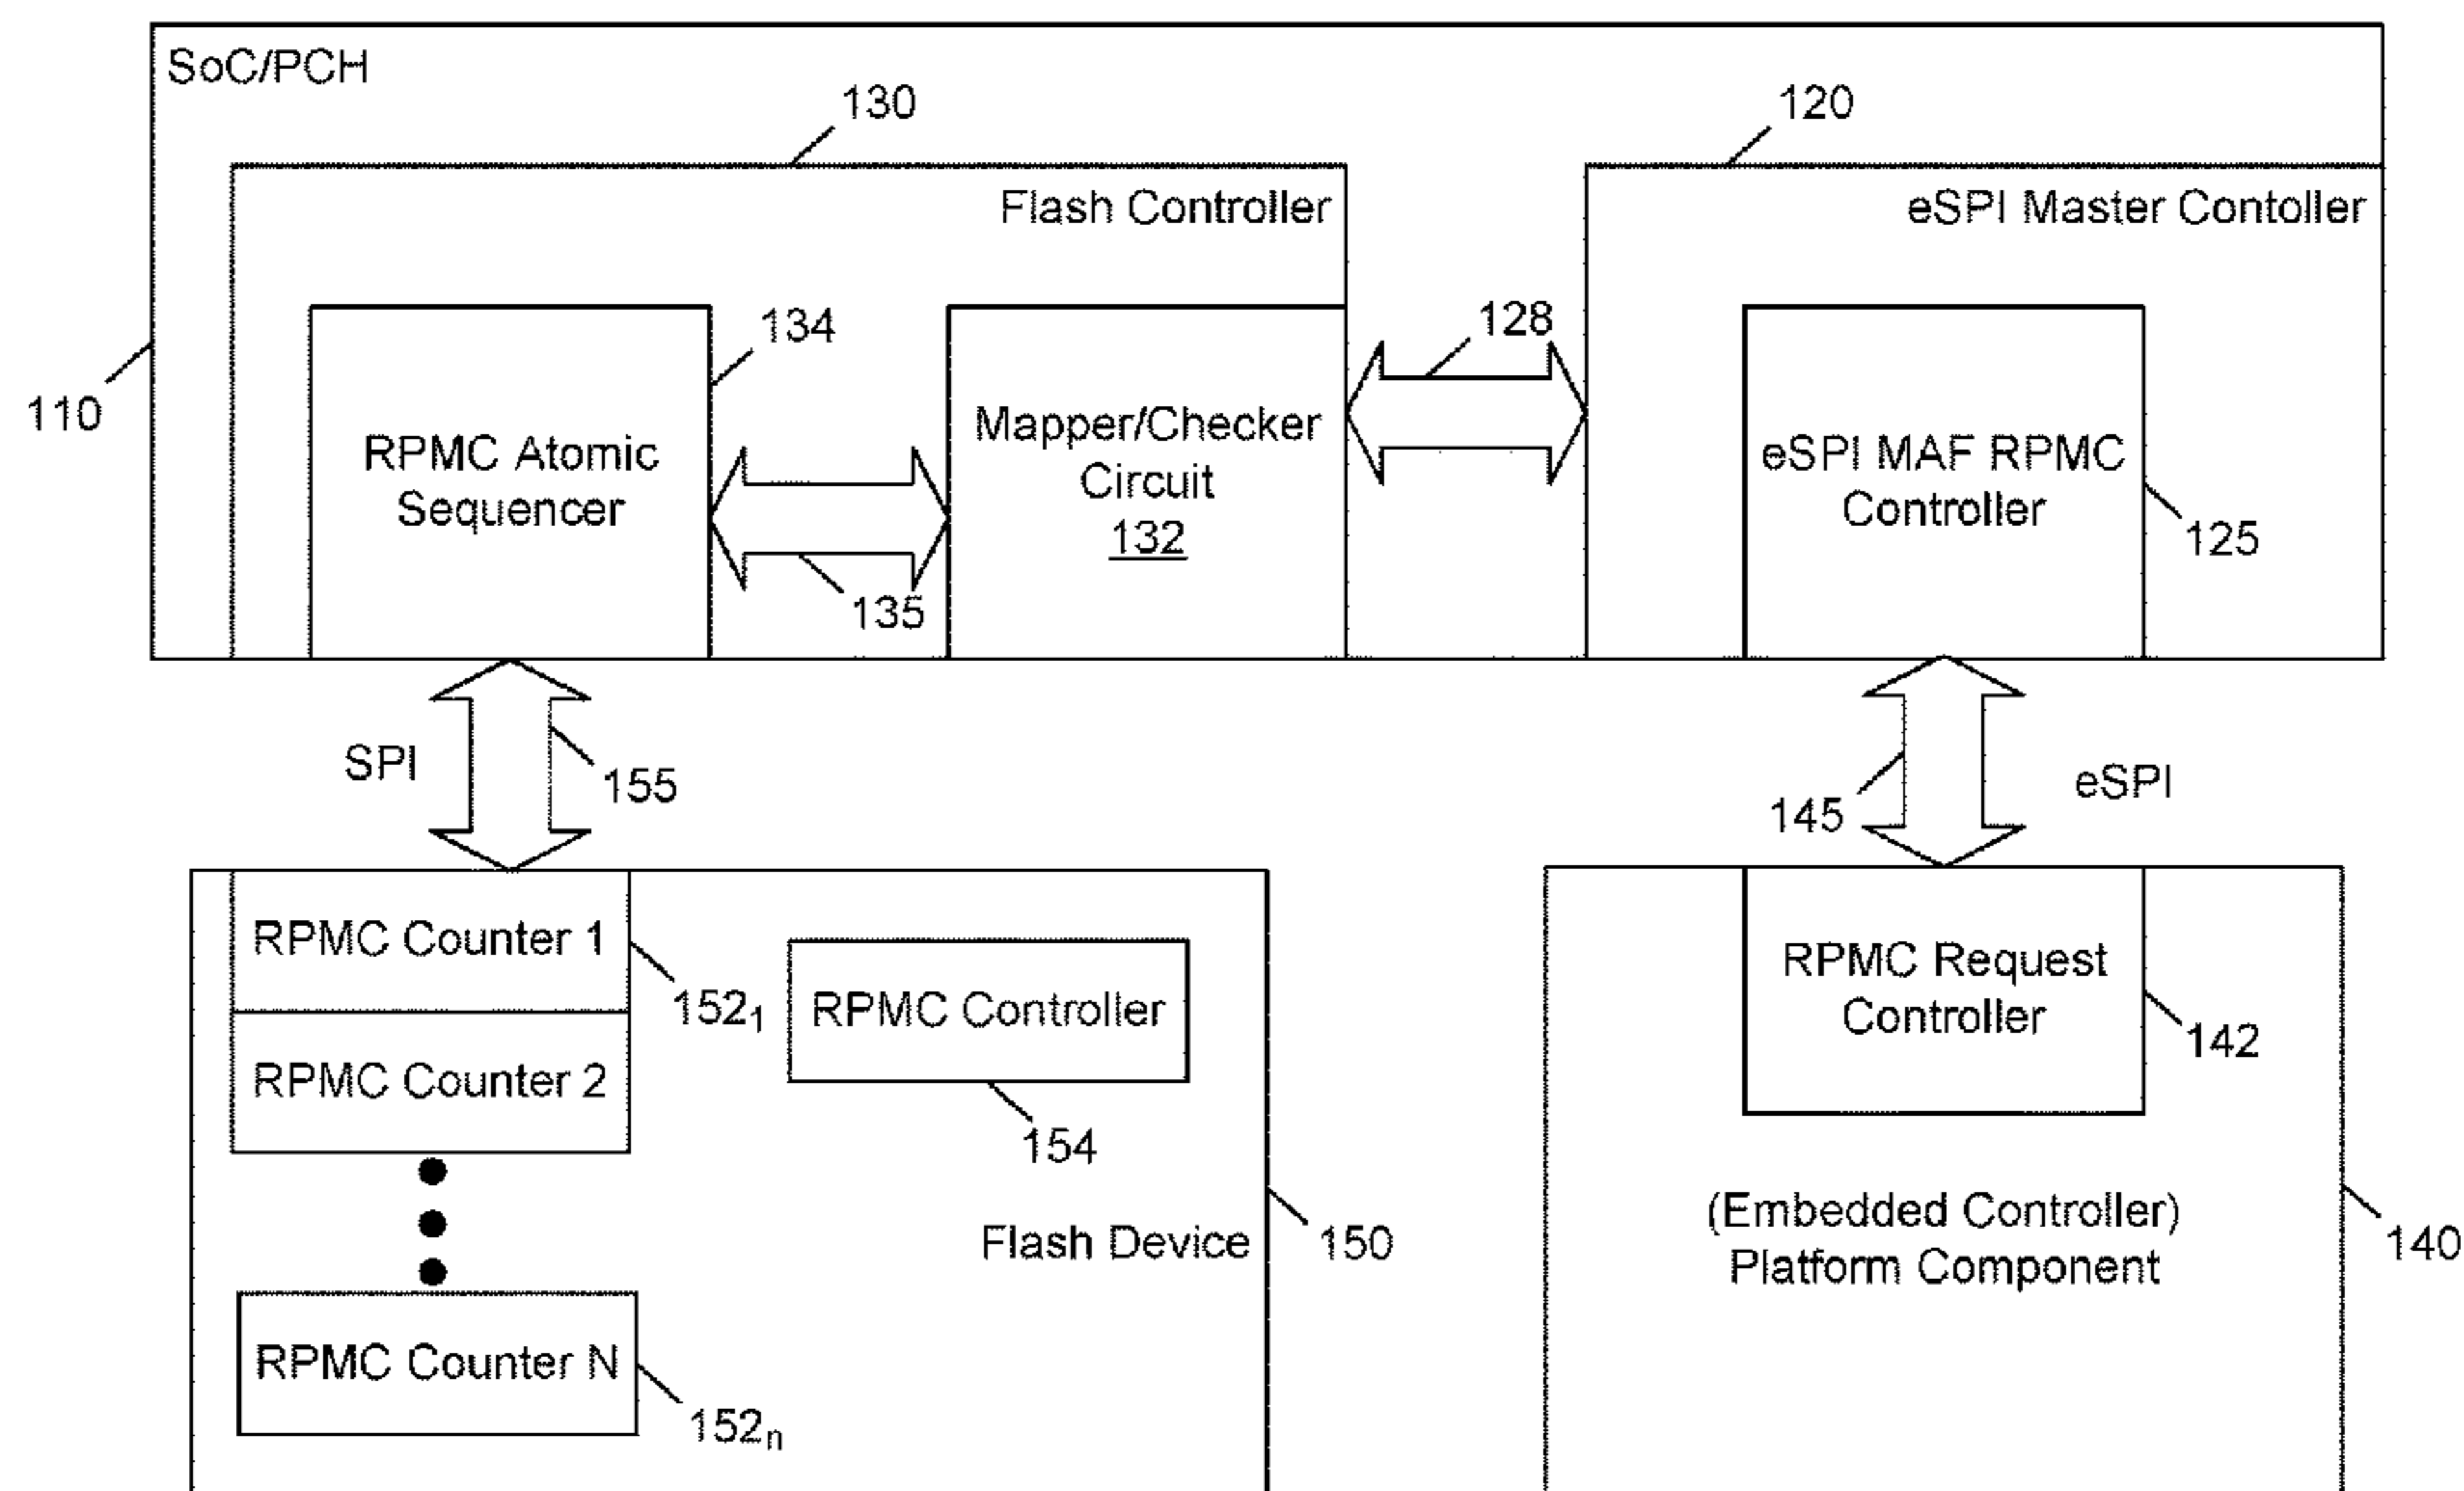 SoC/PCH
130
120
Flash Controller
eSPI Master Contoller
134
128
110
RPMC Atomic
Sequencer
Mapper/Checker
Circuit
132
eSPI MAF RPMC
Controller
125
135
SPI
155
145
eSPI
RPMC Counter 1
152₁
RPMC Counter 2
RPMC Controller
154
RPMC Request
Controller
142
Flash Device
150
(Embedded Controller)
Platform Component
140
RPMC Counter N
152ₙ